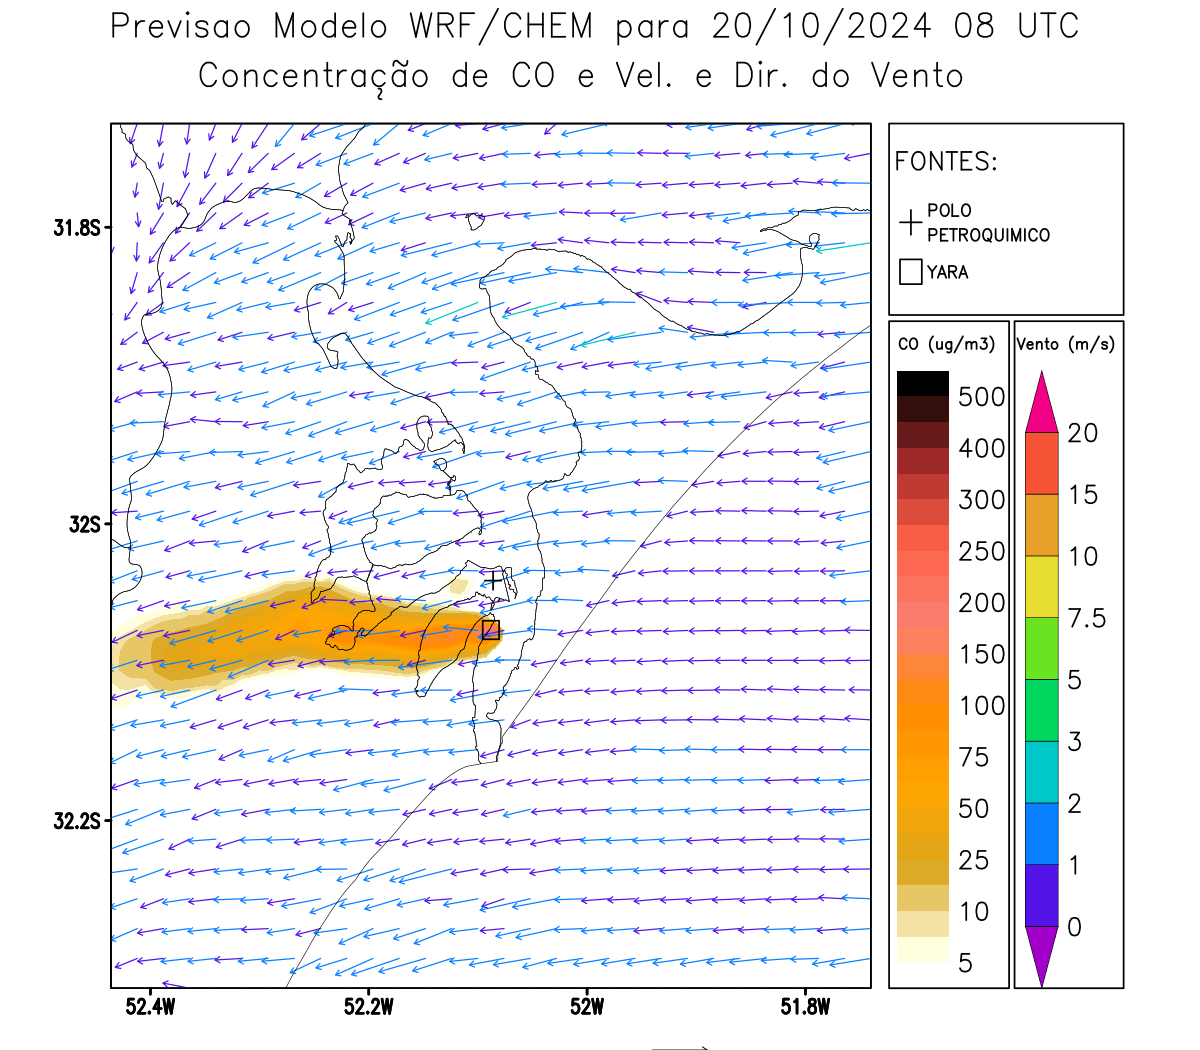 Previsao Modelo WRF/CHEM para 20/10/2024 08 UTC
Concentração de CO e Vel. e Dir. do Vento
FONTES:
POLO
PETROQUIMICO
YARA
CO (ug/m3)
500
400
300
250
200
150
100
75
50
25
10
5
Vento (m/s)
20
15
10
7.5
5
3
2
1
0
31.8S
32S
32.2S
52.4W
52.2W
52W
51.8W